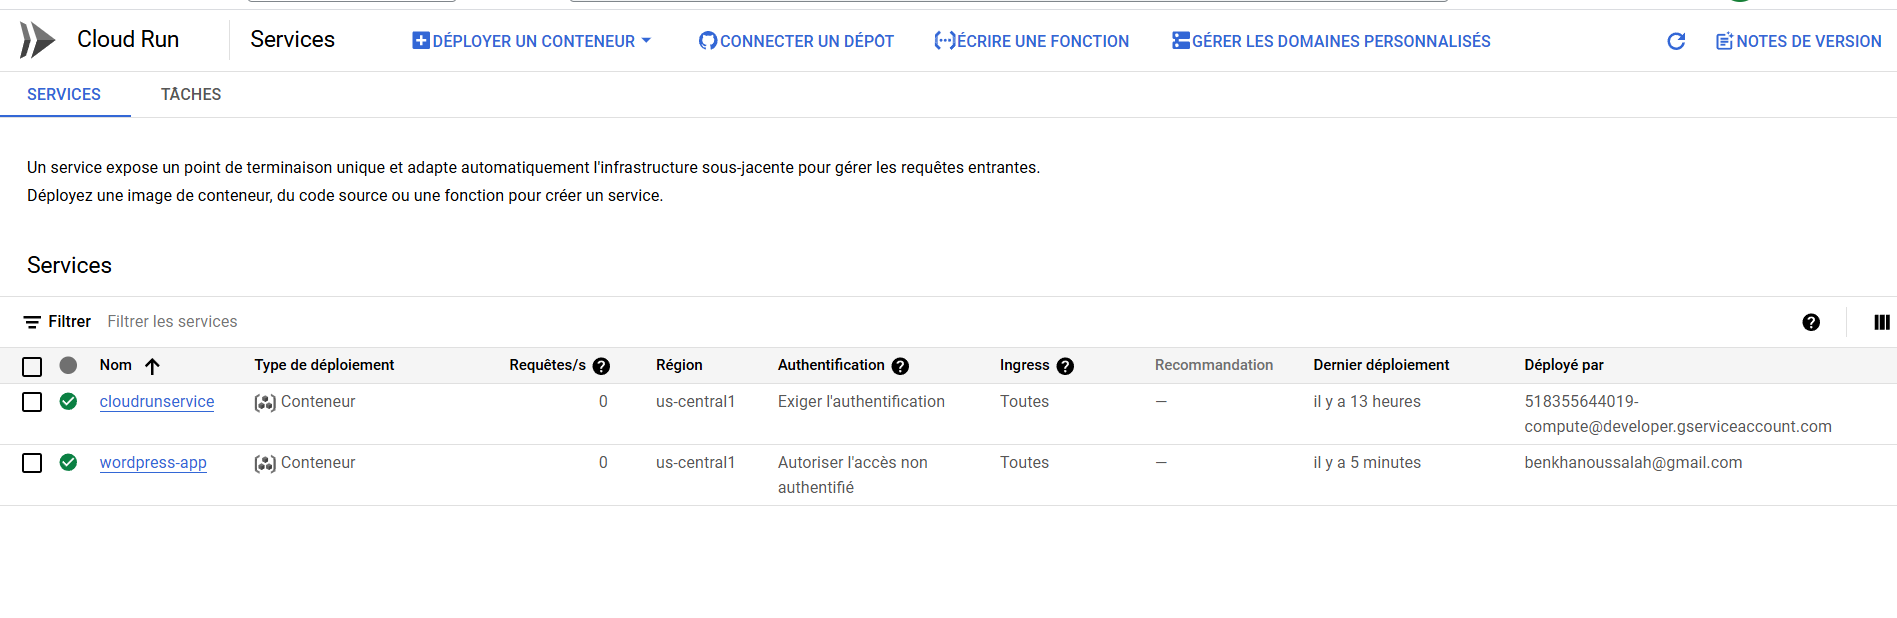 Cloud Run
Services
DÉPLOYER UN CONTENEUR
CONNECTER UN DÉPÔT
ÉCRIRE UNE FONCTION
GÉRER LES DOMAINES PERSONNALISÉS
NOTES DE VERSION
SERVICES
TÂCHES
Un service expose un point de terminaison unique et adapte automatiquement l'infrastructure sous-jacente pour gérer les requêtes entrantes.
Déployez une image de conteneur, du code source ou une fonction pour créer un service.
Services
Filtrer Filtrer les services
Nom Type de déploiement Requêtes/s Région Authentification Ingress Recommandation Dernier déploiement Déployé par
cloudrunservice Conteneur 0 us-central1 Exiger l'authentification Toutes — il y a 13 heures 518355644019-
compute@developer.gserviceaccount.com
wordpress-app Conteneur 0 us-central1 Autoriser l'accès non Toutes — il y a 5 minutes benkhanoussalah@gmail.com
authentifié